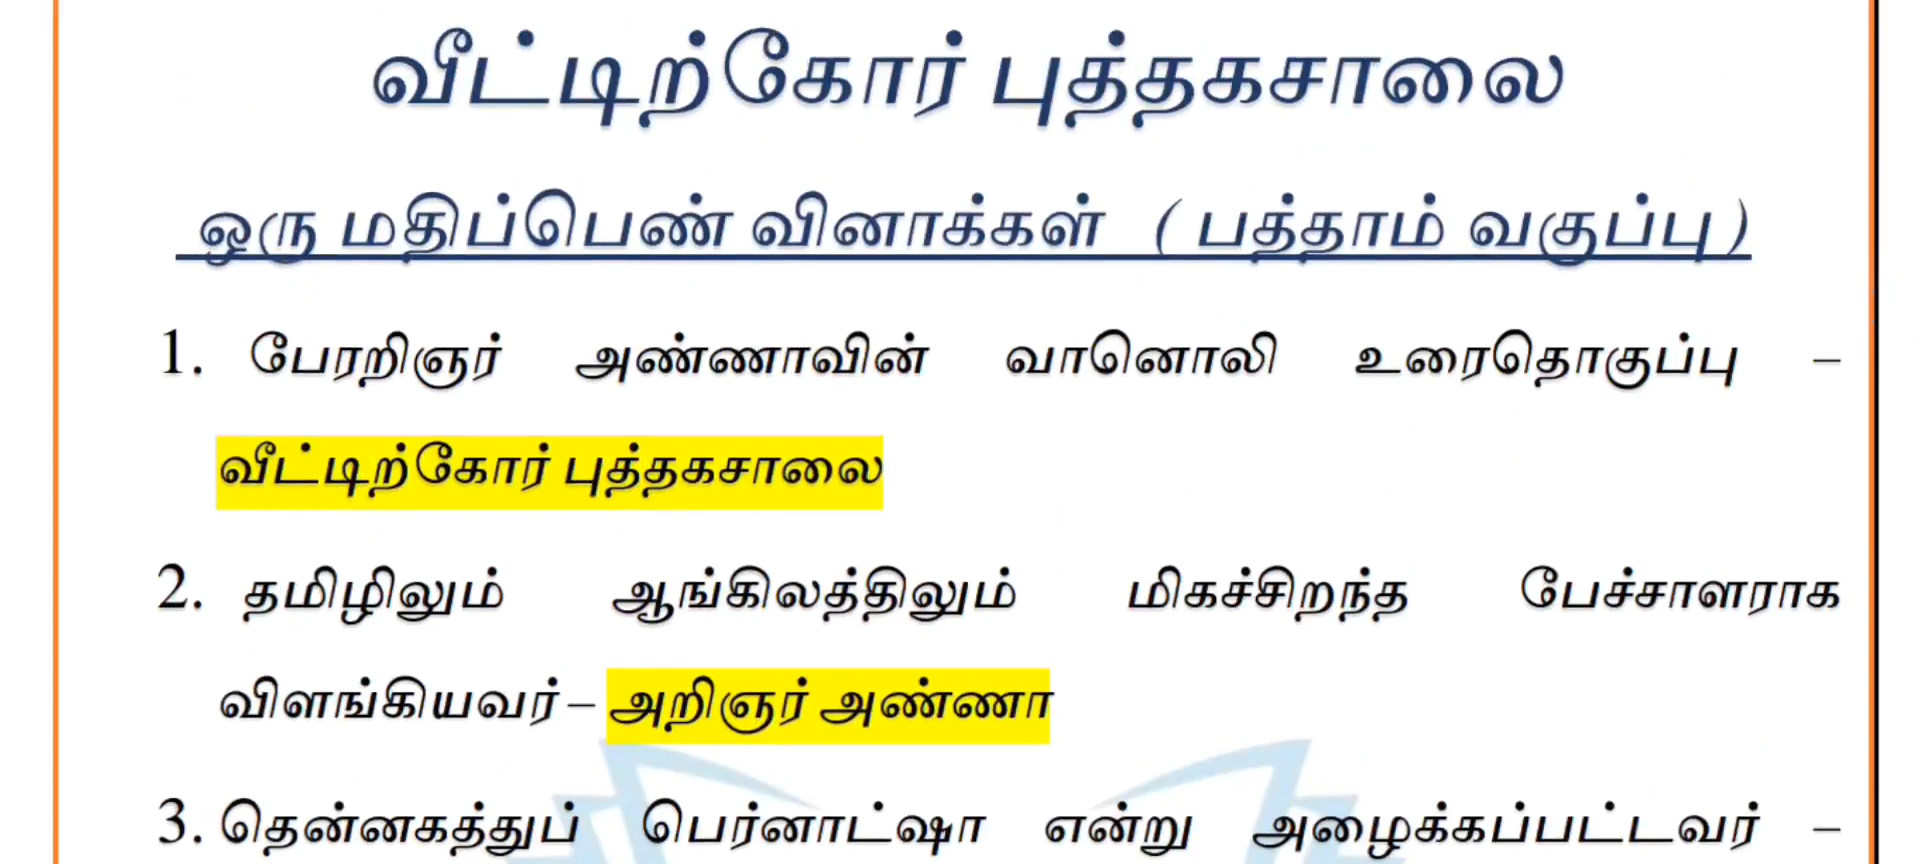 வீட்டிற்கோர் புத்தகசாலை
ஒரு மதிப்பெண் வினாக்கள் ( பத்தாம் வகுப்பு )
1. பேரறிஞர் அண்ணாவின் வானொலி உரைதொகுப்பு –
வீட்டிற்கோர் புத்தகசாலை
2. தமிழிலும் ஆங்கிலத்திலும் மிகச்சிறந்த பேச்சாளராக
விளங்கியவர்– அறிஞர் அண்ணா
3. தென்னகத்துப் பெர்னாட்ஷா என்று அழைக்கப்பட்டவர் –